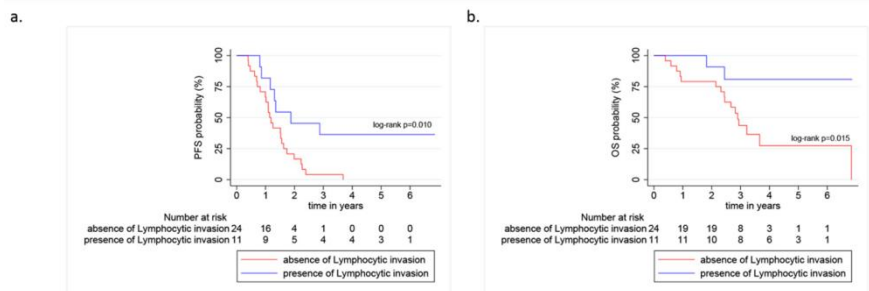 a.
PFS probability (%)
100
75
50
25
0
log-rank p=0.010
0 1 2 3 4 5 6
time in years
Number at risk
absence of Lymphocytic invasion 24 16 4 1 0 0 0
presence of Lymphocytic invasion 11 9 5 4 4 3 1
absence of Lymphocytic invasion
presence of Lymphocytic invasion
b.
OS probability (%)
100
75
50
25
0
log-rank p=0.015
0 1 2 3 4 5 6
time in years
Number at risk
absence of Lymphocytic invasion 24 19 19 8 3 1 1
presence of Lymphocytic invasion 11 11 10 8 6 3 1
absence of Lymphocytic invasion
presence of Lymphocytic invasion